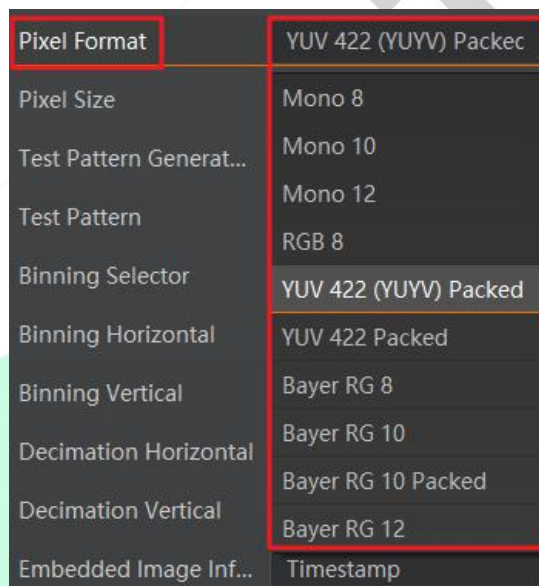 Pixel Format
YUV 422 (YUYV) Packec
Pixel Size
Mono 8
Mono 10
Test Pattern Generat...
Mono 12
Test Pattern
RGB 8
Binning Selector
YUV 422 (YUYV) Packed
Binning Horizontal
YUV 422 Packed
Binning Vertical
Bayer RG 8
Bayer RG 10
Decimation Horizontal
Bayer RG 10 Packed
Decimation Vertical
Bayer RG 12
Embedded Image Inf...
Timestamp